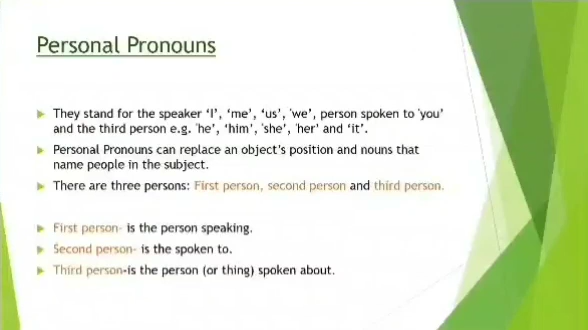 Personal Pronouns
They stand for the speaker ‘I’, ‘me’, ‘us’, ‘we’, person spoken to ‘you’
and the third person e.g. ‘he’, ‘him’, ‘she’, ‘her’ and ‘it’.
Personal Pronouns can replace an object's position and nouns that
name people in the subject.
There are three persons: First person, second person and third person.
First person- is the person speaking.
Second person- is the spoken to.
Third person-is the person (or thing) spoken about.